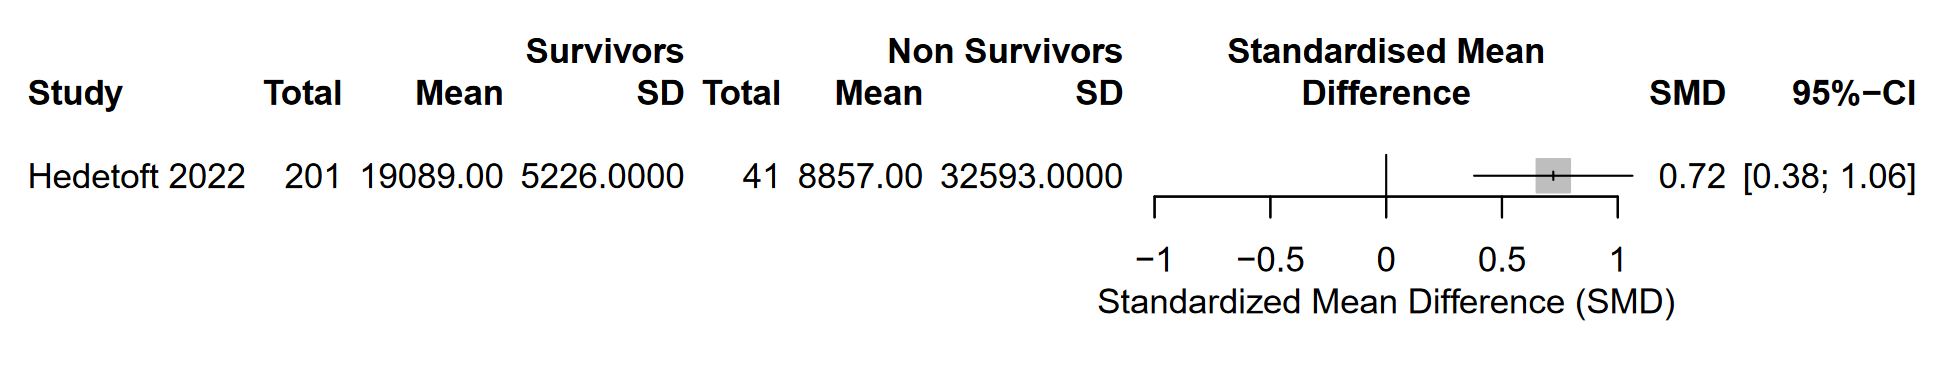 Survivors Non Survivors Standardised Mean
Study Total Mean SD Total Mean SD Difference SMD 95%−CI
Hedetoft 2022 201 19089.00 5226.0000 41 8857.00 32593.0000 0.72 [0.38; 1.06]
−1 −0.5 0 0.5 1
Standardized Mean Difference (SMD)